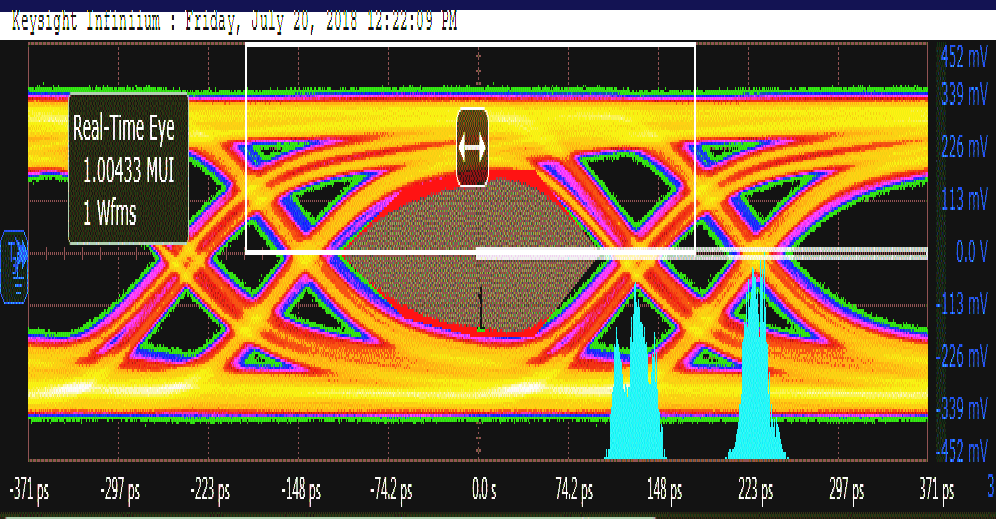 Keysight Infiniium : Friday, July 20, 2018 12:22:09 PM
452 mV
339 mV
226 mV
113 mV
0.0 V
-113 mV
-226 mV
-339 mV
-452 mV
Real-Time Eye
1.00433 MUI
1 Wfms
-371 ps -297 ps -223 ps -148 ps -74.2 ps 0.0 s 74.2 ps 148 ps 223 ps 297 ps 371 ps 3